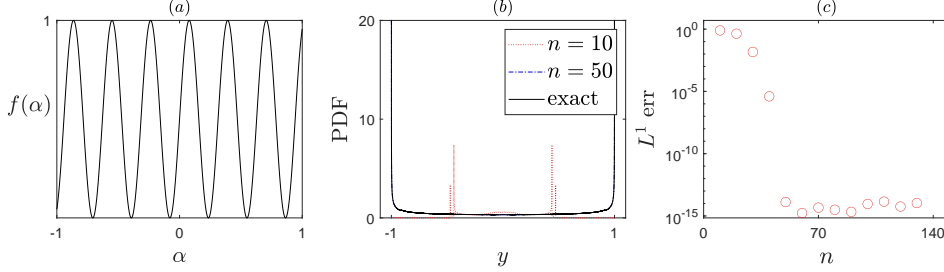 (a)
1
f(α)
-1
0
1
α
(b)
20
10
0
PDF
-1
1
y
n = 10
n = 50
exact
(c)
10^0
10^-5
10^-10
10^-15
L^1 err
0
70
140
n